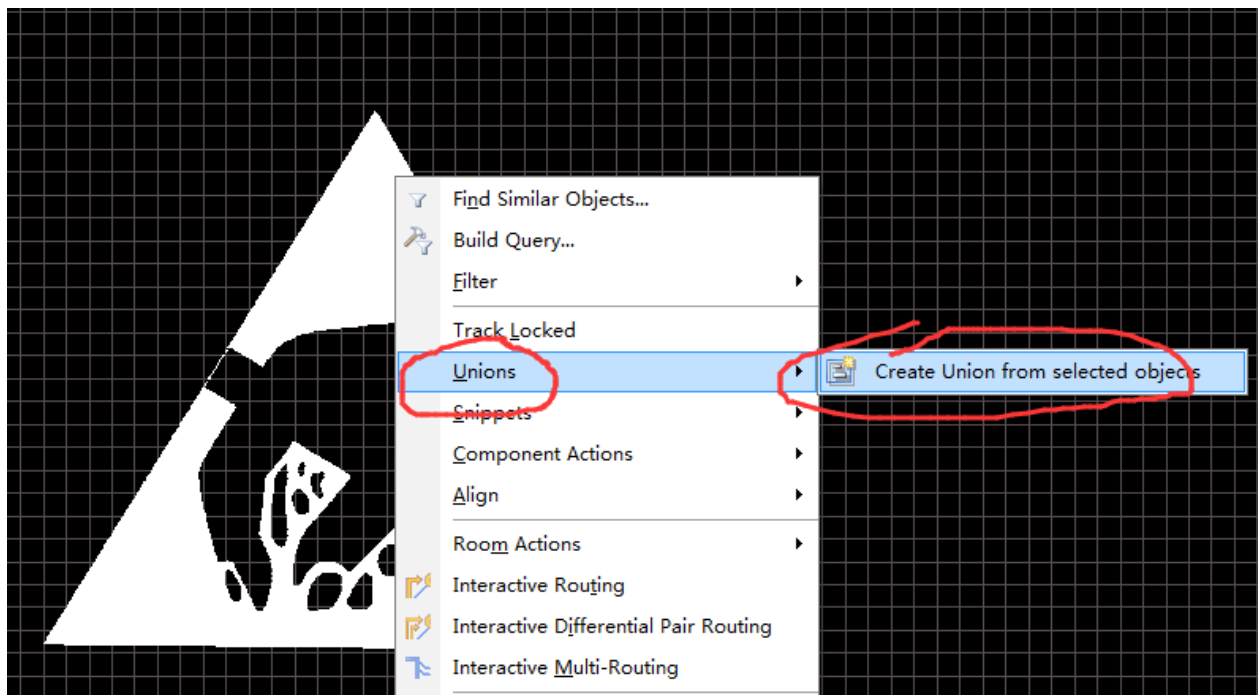 Find Similar Objects...
Build Query...
Filter
Track Locked
Unions
Create Union from selected objects
Snippets
Component Actions
Align
Room Actions
Interactive Routing
Interactive Differential Pair Routing
Interactive Multi-Routing